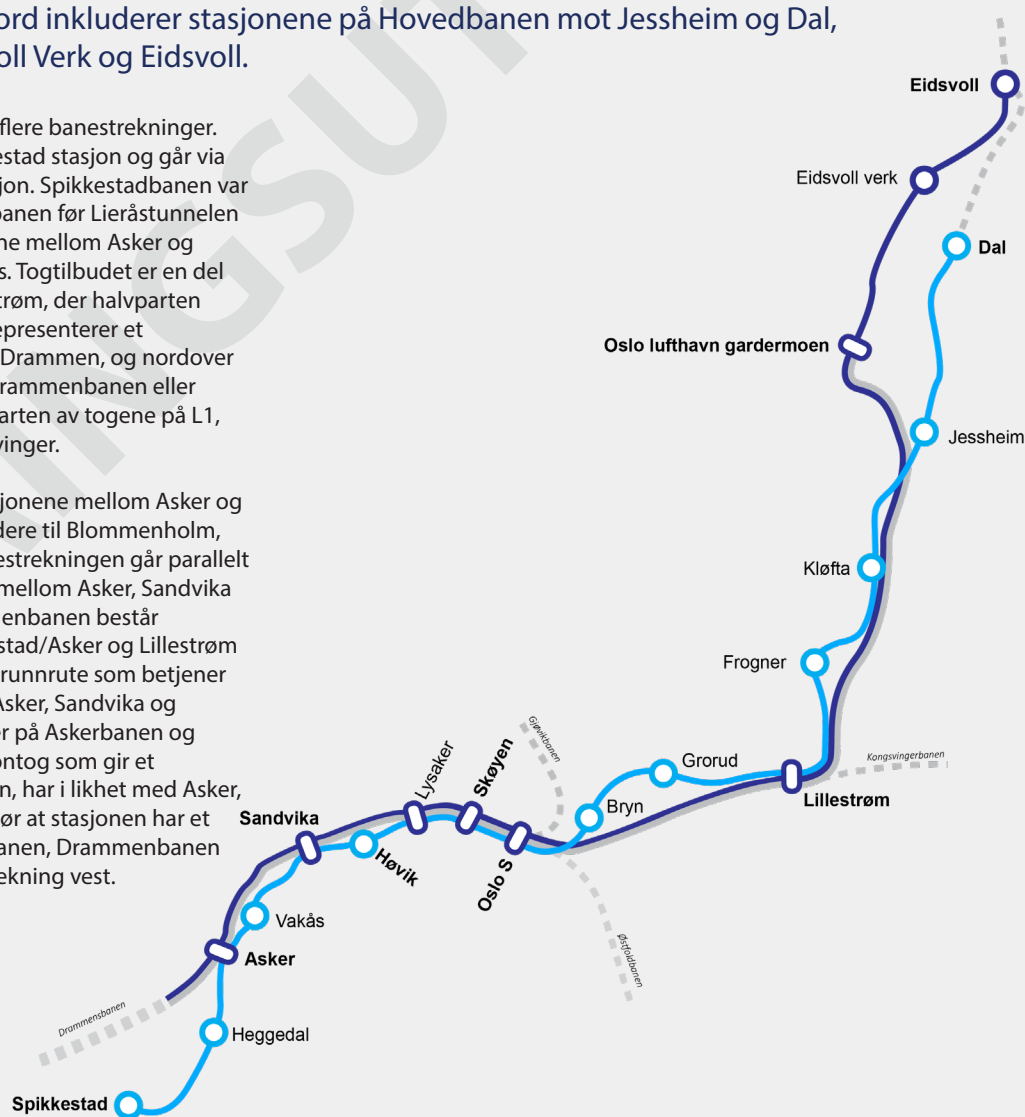 ord inkluderer stasjonene på Hovedbanen mot Jessheim og Dal,
oll Verk og Eidsvoll.
flere banestrekninger.
estad stasjon og går via
sjon. Spikkestadbanen var
banen før Lieråstunnelen
ne mellom Asker og
s. Togtilbudet er en del
strøm, der halvparten
epresenterer et
Drammen, og nordover
rammenbanen eller
arten av togene på L1,
vinger.
sjonene mellom Asker og
dere til Blommenholm,
estrekningen går parallelt
mellom Asker, Sandvika
enbanen består
stad/Asker og Lillestrøm
runnrute som betjener
Asker, Sandvika og
er på Askerbanen og
ontog som gir et
n, har i likhet med Asker,
ør at stasjonen har et
anen, Drammenbanen
ekning vest.
Eidsvoll
Eidsvoll verk
Dal
Oslo lufthavn gardermoen
Jessheim
Kløfta
Frogner
Gjøvikbanen
Kongsvingerbanen
Grorud
Lillestrøm
Bryn
Skøyen
Lysaker
Sandvika
Høvik
Oslo S
Østfoldbanen
Vakås
Asker
Drammensbanen
Heggedal
Spikkestad
INGSUT